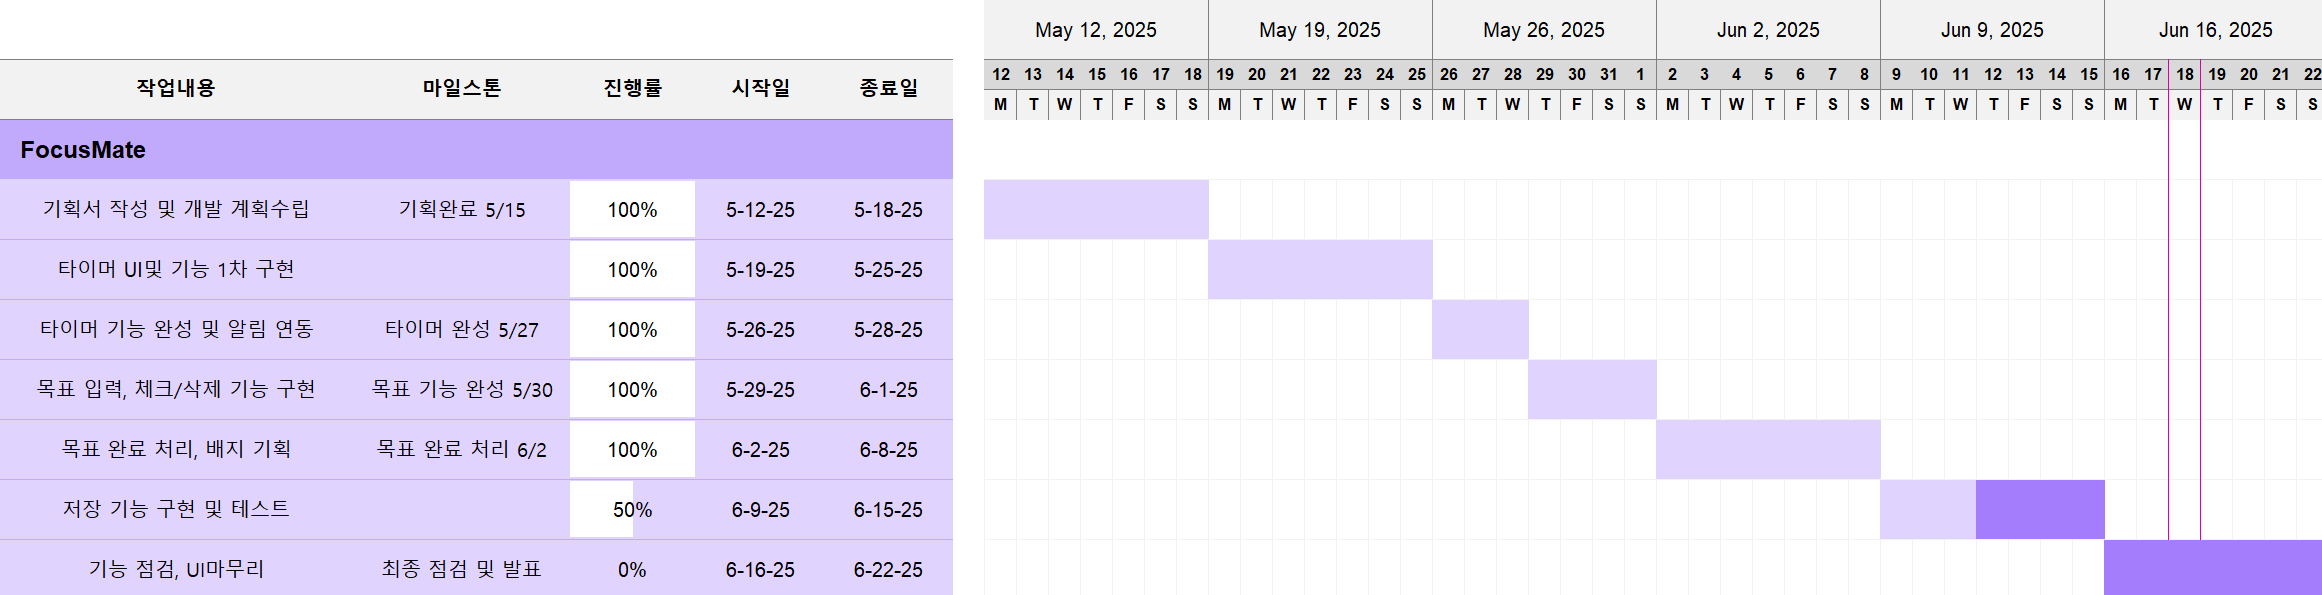 May 12, 2025 May 19, 2025 May 26, 2025 Jun 2, 2025 Jun 9, 2025 Jun 16, 2025
작업내용 마일스톤 진행률 시작일 종료일
12 13 14 15 16 17 18 19 20 21 22 23 24 25 26 27 28 29 30 31 1 2 3 4 5 6 7 8 9 10 11 12 13 14 15 16 17 18 19 20 21 22
M T W T F S S M T W T F S S M T W T F S S M T W T F S S M T W T F S S M T W T F S S
FocusMate
기획서 작성 및 개발 계획수립 기획완료 5/15 100% 5-12-25 5-18-25
타이머 UI및 기능 1차 구현 100% 5-19-25 5-25-25
타이머 기능 완성 및 알림 연동 타이머 완성 5/27 100% 5-26-25 5-28-25
목표 입력, 체크/삭제 기능 구현 목표 기능 완성 5/30 100% 5-29-25 6-1-25
목표 완료 처리, 배지 기획 목표 완료 처리 6/2 100% 6-2-25 6-8-25
저장 기능 구현 및 테스트 50% 6-9-25 6-15-25
기능 점검, UI마무리 최종 점검 및 발표 0% 6-16-25 6-22-25